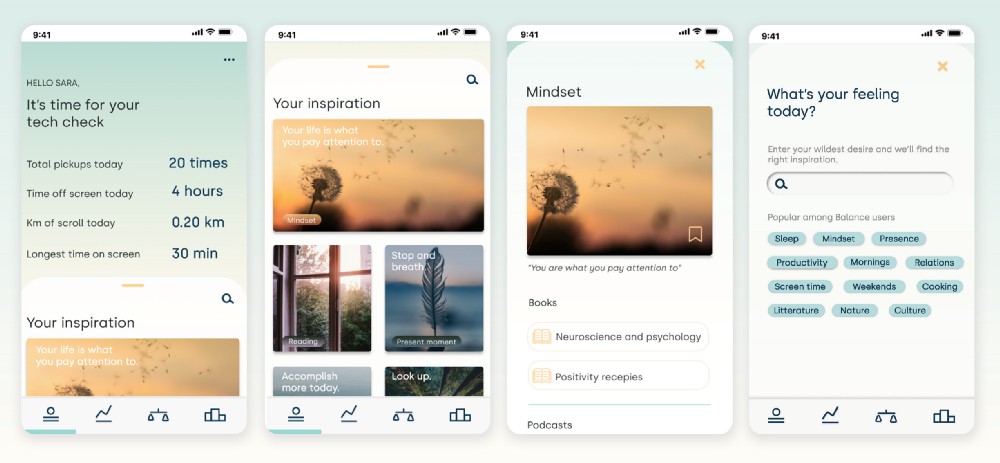 9:41
HELLO SARA,
It's time for your
tech check
Total pickups today 20 times
Time off screen today 4 hours
Km of scroll today 0.20 km
Longest time on screen 30 min
Your inspiration
Your life is what
you pay attention to.
9:41
Your inspiration
Your life is what
you pay attention to.
Mindset
Reading
Stop and
breath.
Present moment
Accomplish
more today.
Look up.
9:41
Mindset
"You are what you pay attention to"
Books
Neuroscience and psychology
Positivity recepies
Podcasts
9:41
What's your feeling
today?
Enter your wildest desire and we'll find the
right inspiration.
Popular among Balance users
Sleep Mindset Presence
Productivity Mornings Relations
Screen time Weekends Cooking
Litterature Nature Culture